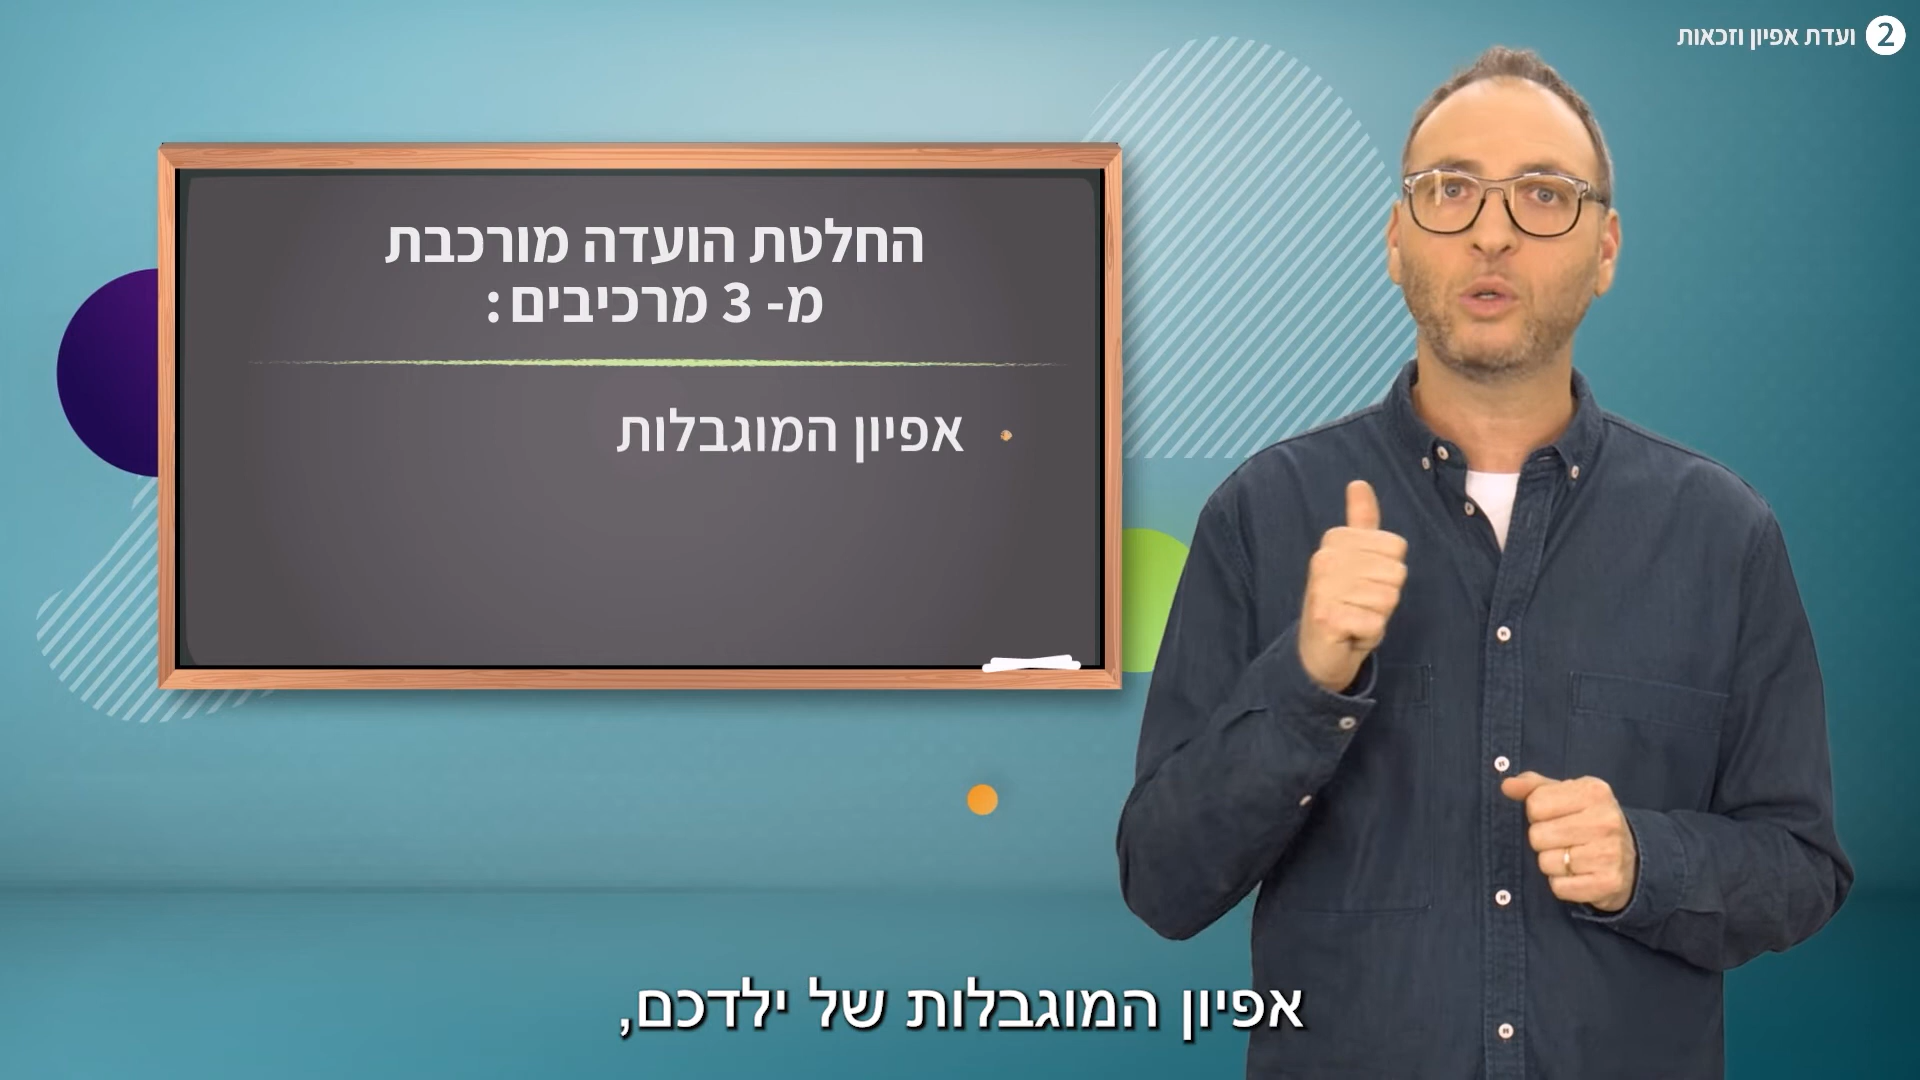 2 ועדת אפיון וזכאות
החלטת הועדה מורכבת
מ- 3 מרכיבים:
• אפיון המוגבלות
אפיון המוגבלות של ילדכם,